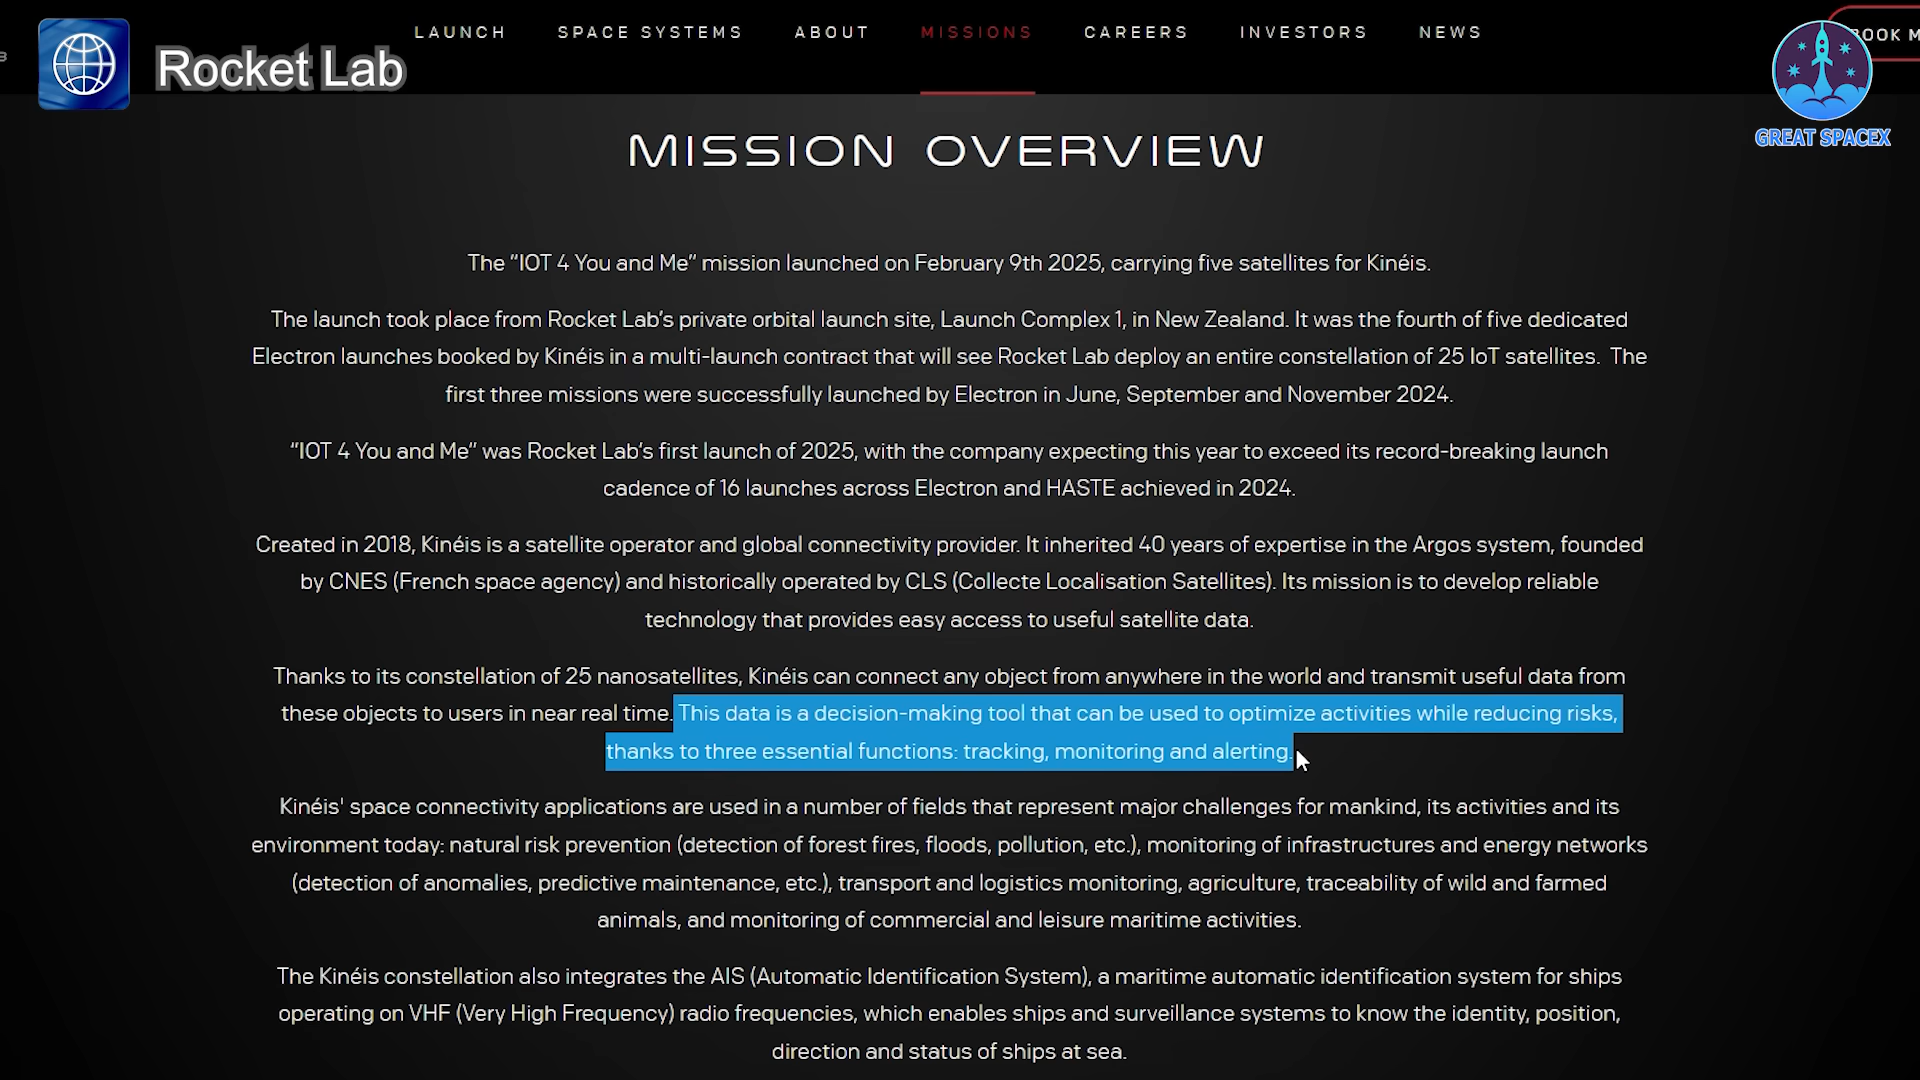 LAUNCH SPACE SYSTEMS ABOUT MISSIONS CAREERS INVESTORS NEWS
BOOK M
Rocket Lab
GREAT SPACEX
MISSION OVERVIEW
The “IOT 4 You and Me” mission launched on February 9th 2025, carrying five satellites for Kinéis.
The launch took place from Rocket Lab’s private orbital launch site, Launch Complex 1, in New Zealand. It was the fourth of five dedicated
Electron launches booked by Kinéis in a multi-launch contract that will see Rocket Lab deploy an entire constellation of 25 IoT satellites. The
first three missions were successfully launched by Electron in June, September and November 2024.
“IOT 4 You and Me” was Rocket Lab’s first launch of 2025, with the company expecting this year to exceed its record-breaking launch
cadence of 16 launches across Electron and HASTE achieved in 2024.
Created in 2018, Kinéis is a satellite operator and global connectivity provider. It inherited 40 years of expertise in the Argos system, founded
by CNES (French space agency) and historically operated by CLS (Collecte Localisation Satellites). Its mission is to develop reliable
technology that provides easy access to useful satellite data.
Thanks to its constellation of 25 nanosatellites, Kinéis can connect any object from anywhere in the world and transmit useful data from
these objects to users in near real time. This data is a decision-making tool that can be used to optimize activities while reducing risks,
thanks to three essential functions: tracking, monitoring and alerting.
Kinéis' space connectivity applications are used in a number of fields that represent major challenges for mankind, its activities and its
environment today: natural risk prevention (detection of forest fires, floods, pollution, etc.), monitoring of infrastructures and energy networks
(detection of anomalies, predictive maintenance, etc.), transport and logistics monitoring, agriculture, traceability of wild and farmed
animals, and monitoring of commercial and leisure maritime activities.
The Kinéis constellation also integrates the AIS (Automatic Identification System), a maritime automatic identification system for ships
operating on VHF (Very High Frequency) radio frequencies, which enables ships and surveillance systems to know the identity, position,
direction and status of ships at sea.